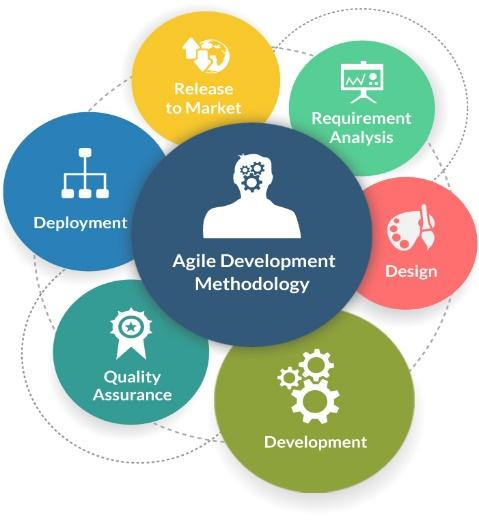 Release
to Market
Requirement
Analysis
Deployment
Agile Development
Methodology
Design
Quality
Assurance
Development